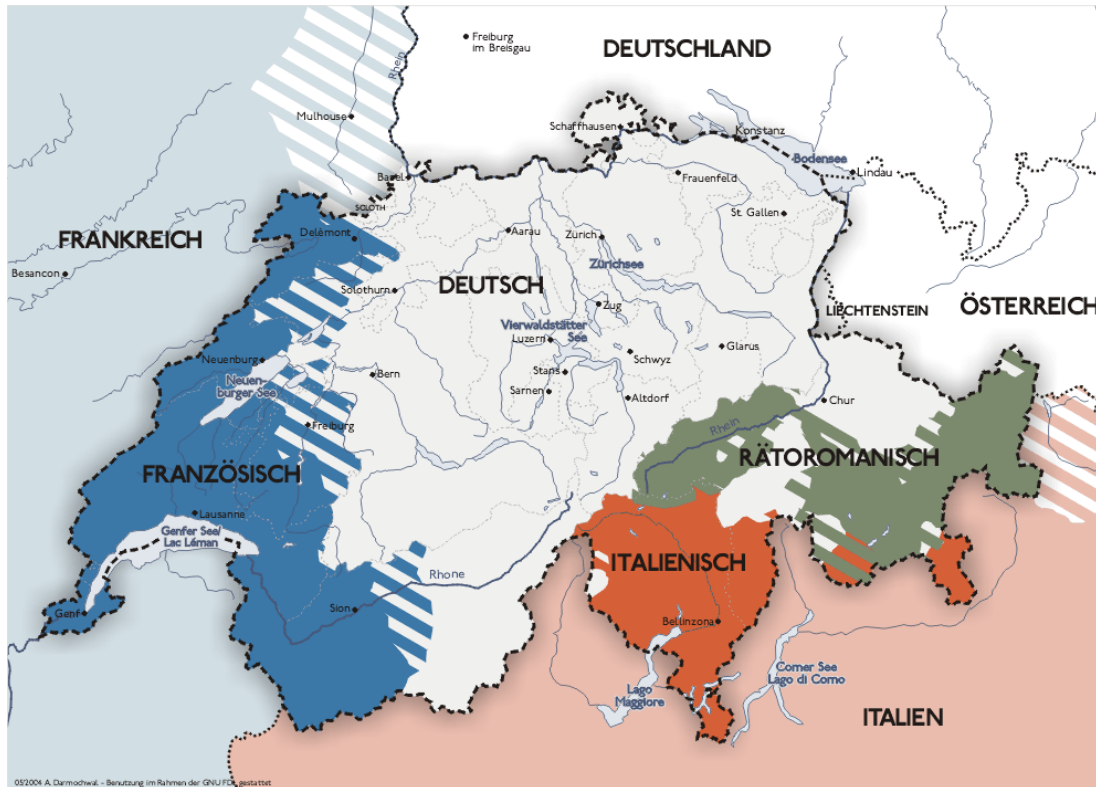 Freiburg
im Breisgau
DEUTSCHLAND
Rhein
Mulhouse
Schaffhausen
Konstanz
Bodensee
Lindau
Basel
SOLOTH
Frauenfeld
St. Gallen
FRANKREICH
Delèmont
Aarau
Zürich
Zürichsee
Besancon
Solothurn
DEUTSCH
Zug
LIECHTENSTEIN
ÖSTERREICH
Vierwaldstätter
See
Luzern
Neuenburg
Schwyz
Glarus
Bern
Stans
Neuen-
burger See
Sarnen
Altdorf
Chur
Freiburg
Rhein
RÄTOROMANISCH
FRANZÖSISCH
Lausanne
Genfer See/
Lac Léman
ITALIENISCH
Rhone
Genf
Sion
Bellinzona
Comer See
Lago di Como
Lago
Maggiore
ITALIEN
05/2004 A. Darmochwal. - Benutzung im Rahmen der GNU FDL gestattet